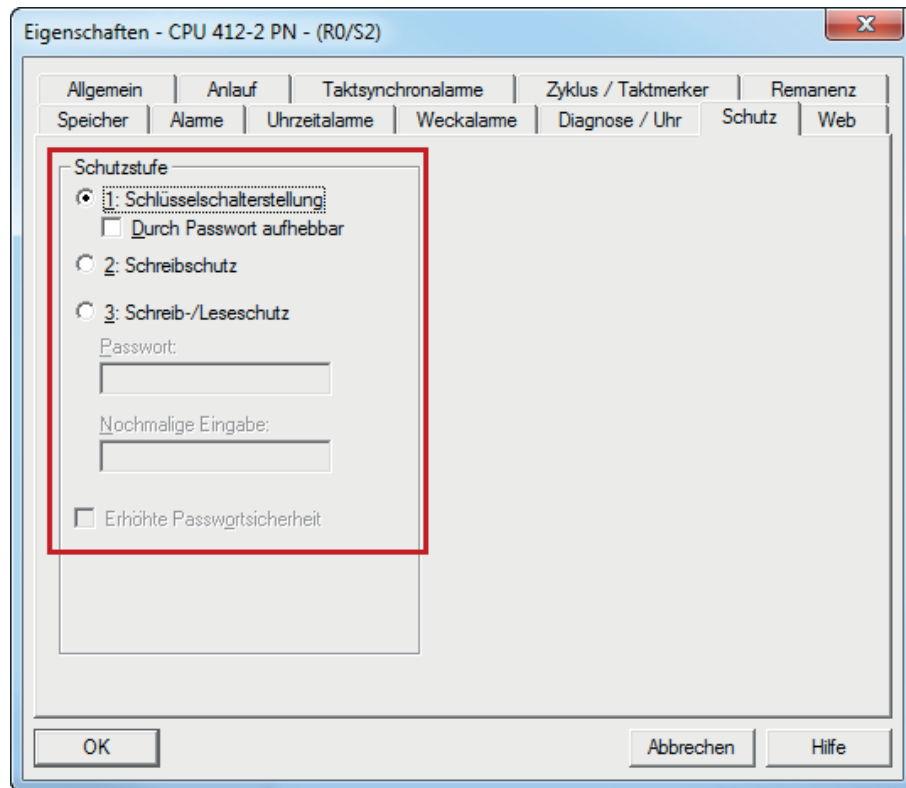 Eigenschaften - CPU 412-2 PN - (R0/S2)
Allgemein Anlauf Taktsynchronalarme Zyklus / Taktmerker Remanenz
Speicher Alarme Uhrzeitalarme Weckalarme Diagnose / Uhr Schutz Web
Schutzstufe
1: Schlüsselschalterstellung
Durch Passwort aufhebbar
2: Schreibschutz
3: Schreib-/Leseschutz
Passwort:
Nochmalige Eingabe:
Erhöhte Passwortsicherheit
OK Abbrechen Hilfe